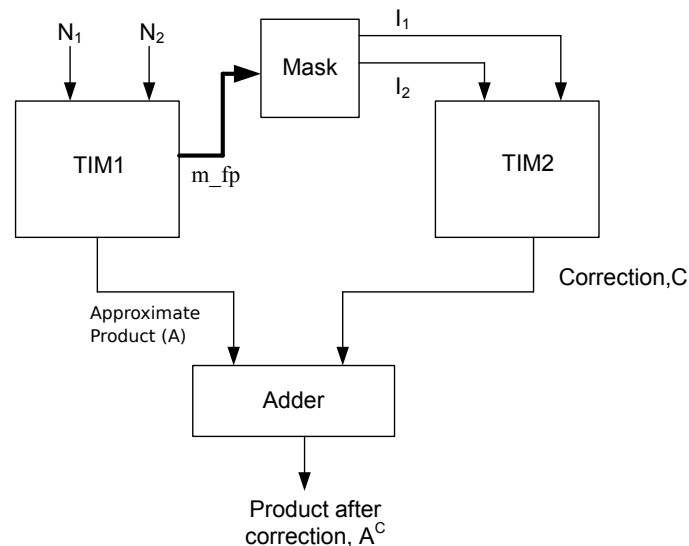 N1 N2
I1
Mask
I2
TIM1
TIM2
m_fp
Correction,C
Approximate
Product (A)
Adder
Product after
correction, A^C